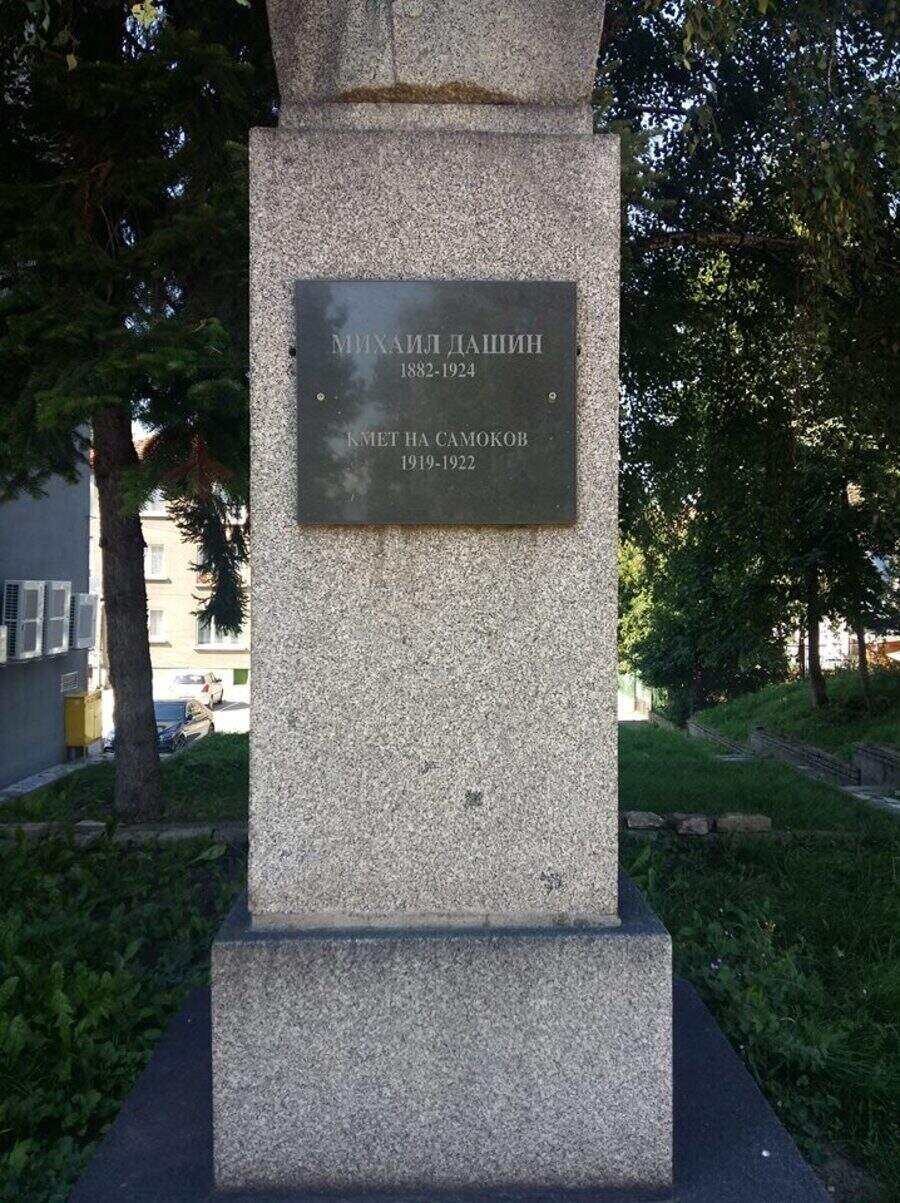 МИХАИЛ ДАШИН
1882-1924
КМЕТ НА САМОКОВ
1919-1922